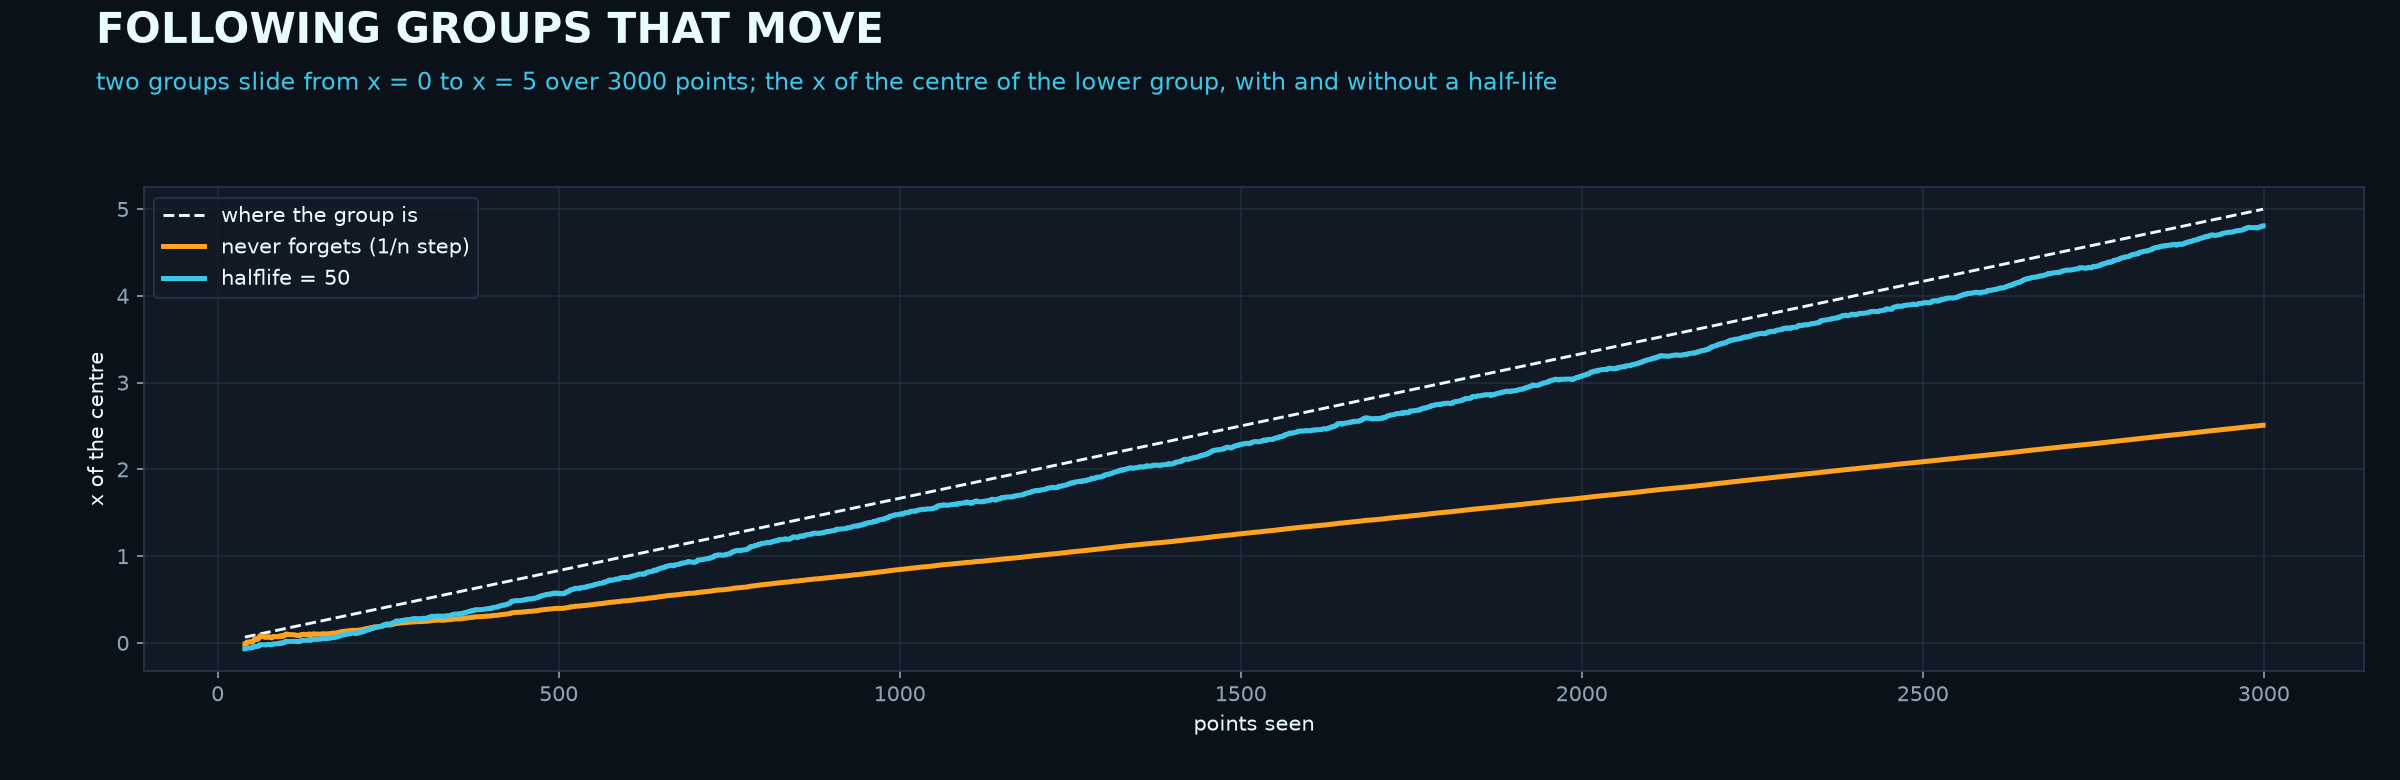 FOLLOWING GROUPS THAT MOVE
two groups slide from x = 0 to x = 5 over 3000 points; the x of the centre of the lower group, with and without a half-life
where the group is
never forgets (1/n step)
halflife = 50
x of the centre
5
4
3
2
1
0
0 500 1000 1500 2000 2500 3000
points seen